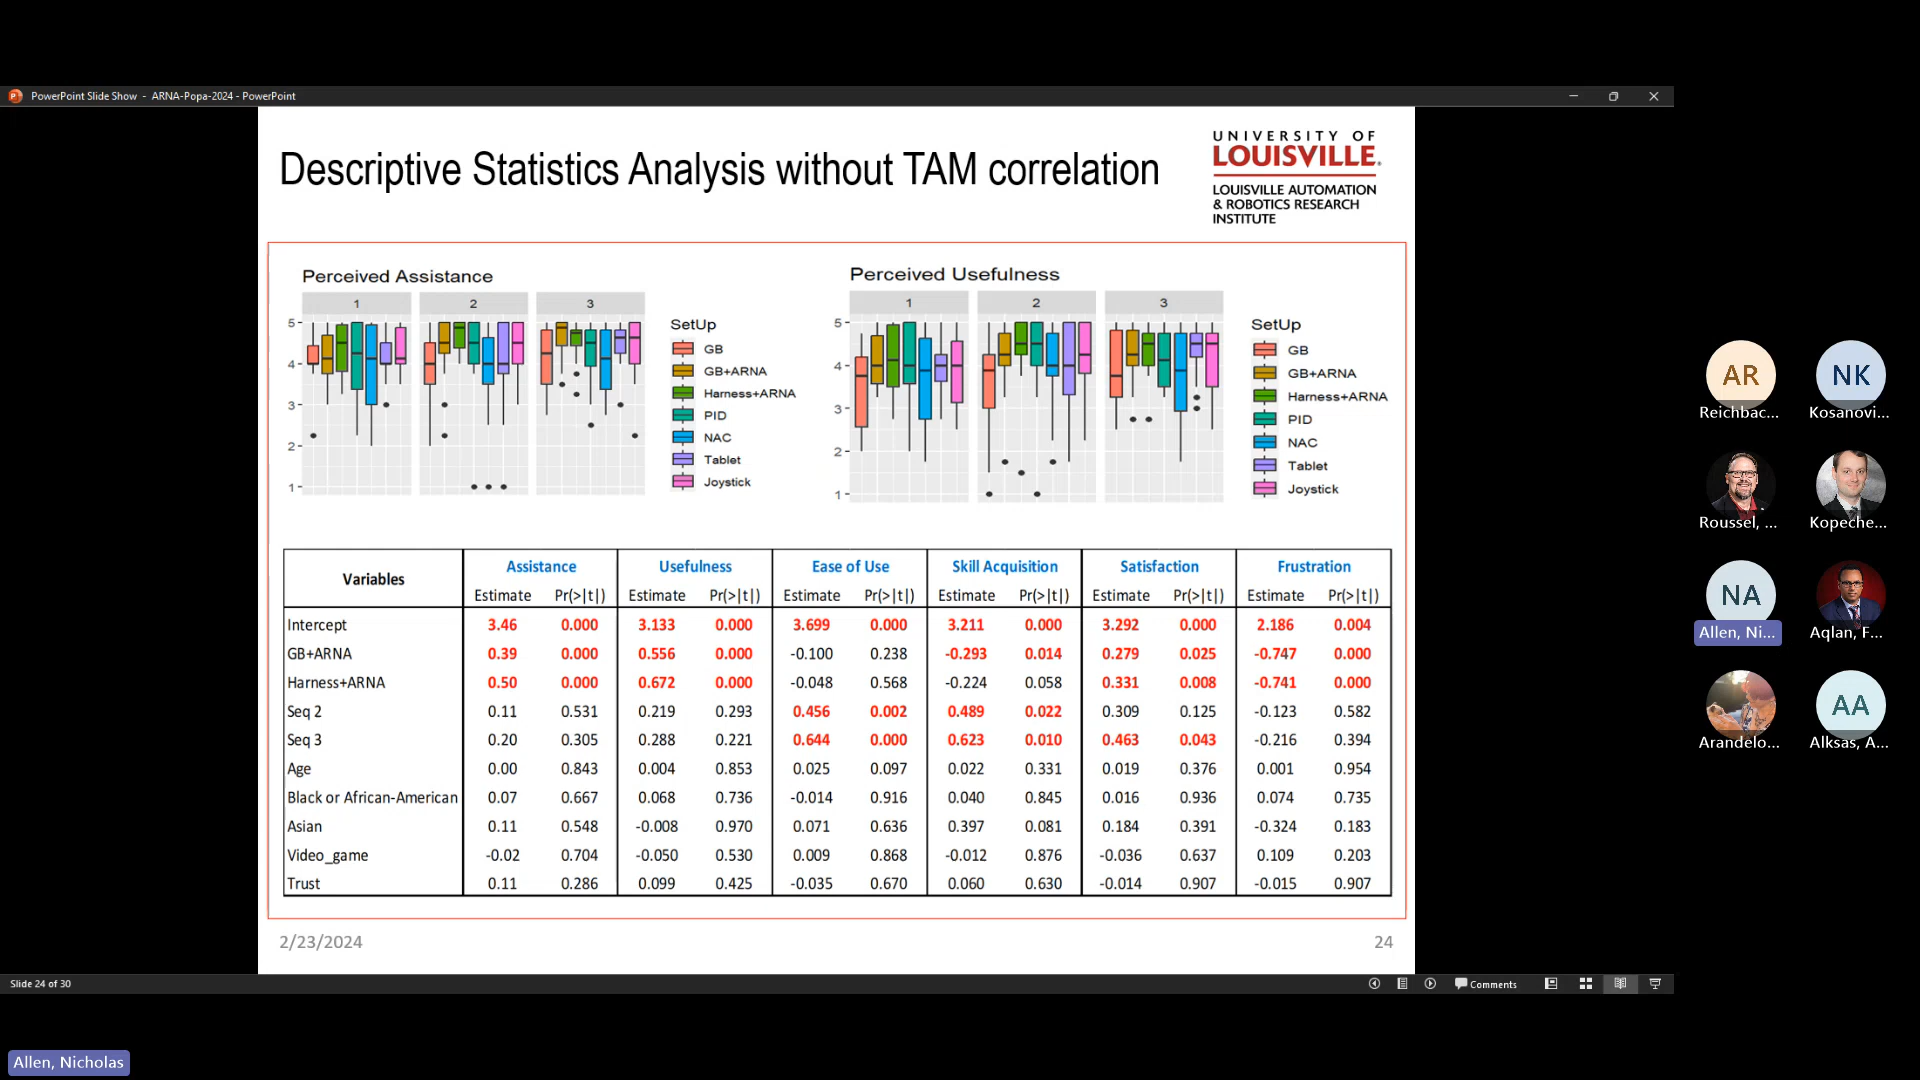 PowerPoint Slide Show - ARNA-Popa-2024 - PowerPoint
Descriptive Statistics Analysis without TAM correlation
UNIVERSITY OF
LOUISVILLE.
LOUISVILLE AUTOMATION
& ROBOTICS RESEARCH
INSTITUTE
Perceived Assistance
1 2 3
5
4
3
2
1
SetUp
GB
GB+ARNA
Harness+ARNA
PID
NAC
Tablet
Joystick
Perceived Usefulness
1 2 3
5
4
3
2
1
SetUp
GB
GB+ARNA
Harness+ARNA
PID
NAC
Tablet
Joystick
Variables Assistance Usefulness Ease of Use Skill Acquisition Satisfaction Frustration
Estimate Pr(>|t|) Estimate Pr(>|t|) Estimate Pr(>|t|) Estimate Pr(>|t|) Estimate Pr(>|t|) Estimate Pr(>|t|)
Intercept 3.46 0.000 3.133 0.000 3.699 0.000 3.211 0.000 3.292 0.000 2.186 0.004
GB+ARNA 0.39 0.000 0.556 0.000 -0.100 0.238 -0.293 0.014 0.279 0.025 -0.747 0.000
Harness+ARNA 0.50 0.000 0.672 0.000 -0.048 0.568 -0.224 0.058 0.331 0.008 -0.741 0.000
Seq 2 0.11 0.531 0.219 0.293 0.456 0.002 0.489 0.022 0.309 0.125 -0.123 0.582
Seq 3 0.20 0.305 0.288 0.221 0.644 0.000 0.623 0.010 0.463 0.043 -0.216 0.394
Age 0.00 0.843 0.004 0.853 0.025 0.097 0.022 0.331 0.019 0.376 0.001 0.954
Black or African-American 0.07 0.667 0.068 0.736 -0.014 0.916 0.040 0.845 0.016 0.936 0.074 0.735
Asian 0.11 0.548 -0.008 0.970 0.071 0.636 0.397 0.081 0.184 0.391 -0.324 0.183
Video_game -0.02 0.704 -0.050 0.530 0.009 0.868 -0.012 0.876 -0.036 0.637 0.109 0.203
Trust 0.11 0.286 0.099 0.425 -0.035 0.670 0.060 0.630 -0.014 0.907 -0.015 0.907
2/23/2024
24
Slide 24 of 30
Comments
AR NK
Reichbac... Kosanovi...
Roussel, ... Kopeche...
NA
Allen, Ni... Aqlan, F...
AA
Arandelo... Alksas, A...
Allen, Nicholas